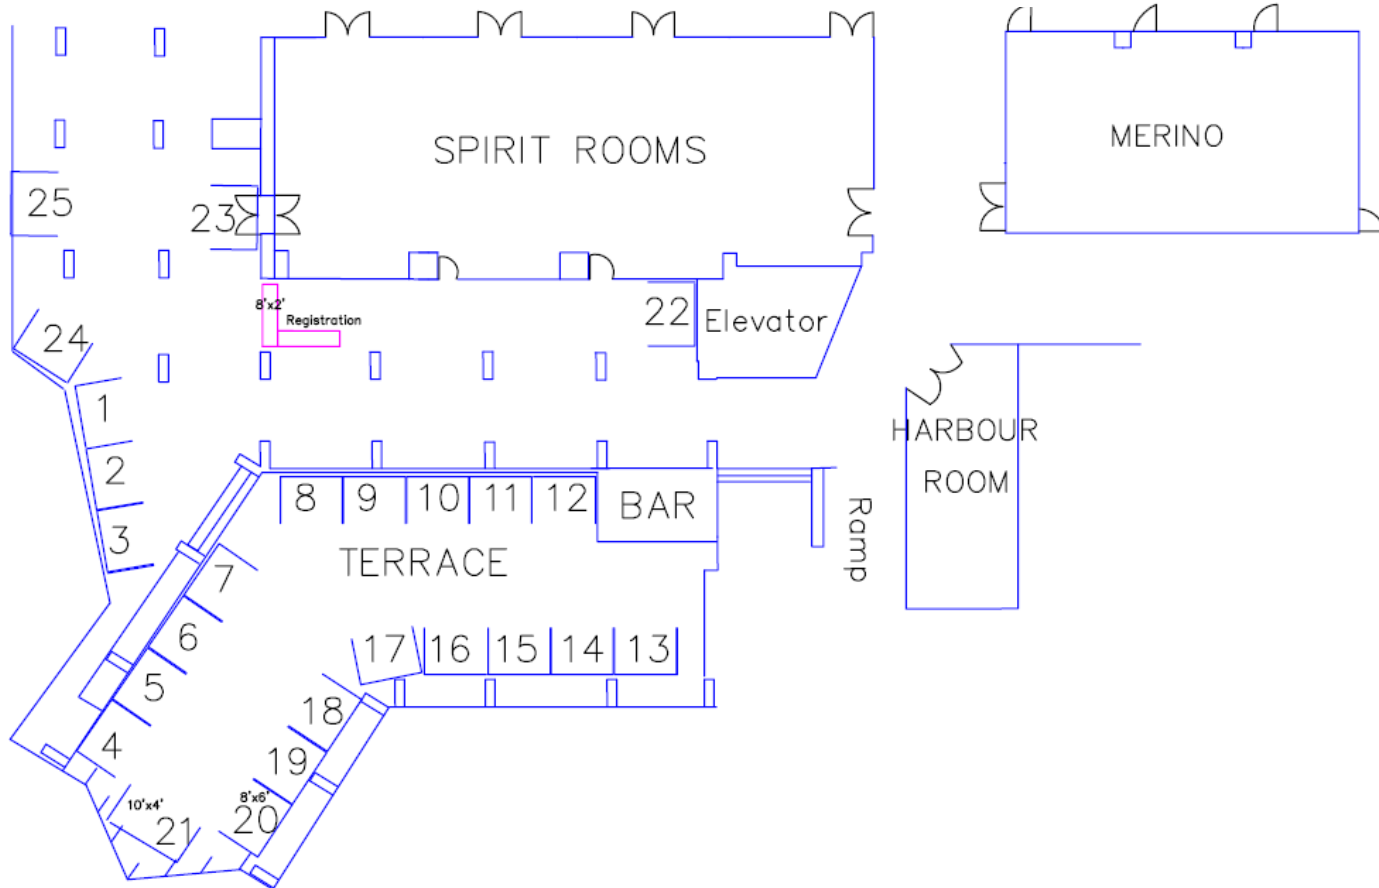 SPIRIT ROOMS
MERINO
25
23
8'x2'
Registration
22
Elevator
24
1
2
3
HARBOUR
ROOM
8
9
10
11
12
BAR
Ramp
TERRACE
7
6
5
4
17
16
15
14
13
18
19
10'x4'
8'x6'
21
20